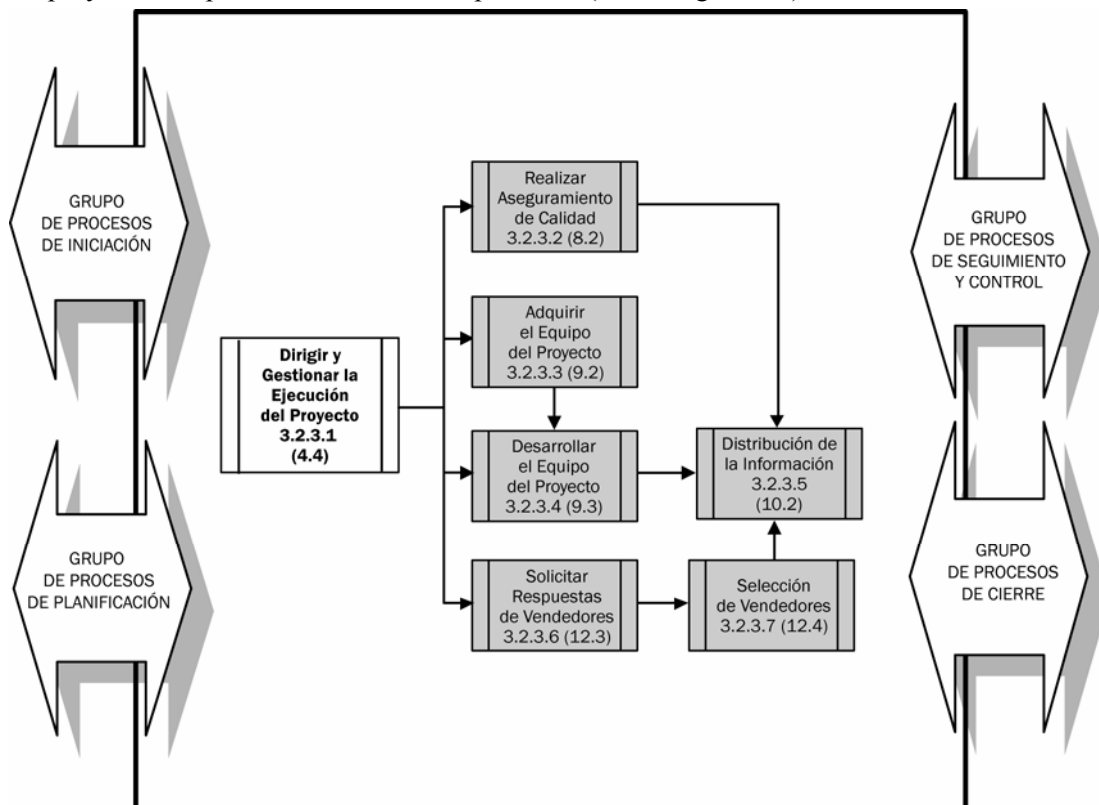 GRUPO
DE PROCESOS
DE INICIACIÓN
GRUPO
DE PROCESOS
DE PLANIFICACIÓN
Dirigir y
Gestionar la
Ejecución
del Proyecto
3.2.3.1
(4.4)
Realizar
Aseguramiento
de Calidad
3.2.3.2 (8.2)
Adquirir
el Equipo
del Proyecto
3.2.3.3 (9.2)
Desarrollar
el Equipo
del Proyecto
3.2.3.4 (9.3)
Solicitar
Respuestas
de Vendedores
3.2.3.6 (12.3)
Distribución de
la Información
3.2.3.5
(10.2)
Selección
de Vendedores
3.2.3.7 (12.4)
GRUPO
DE PROCESOS
DE SEGUIMIENTO
Y CONTROL
GRUPO
DE PROCESOS
DE CIERRE